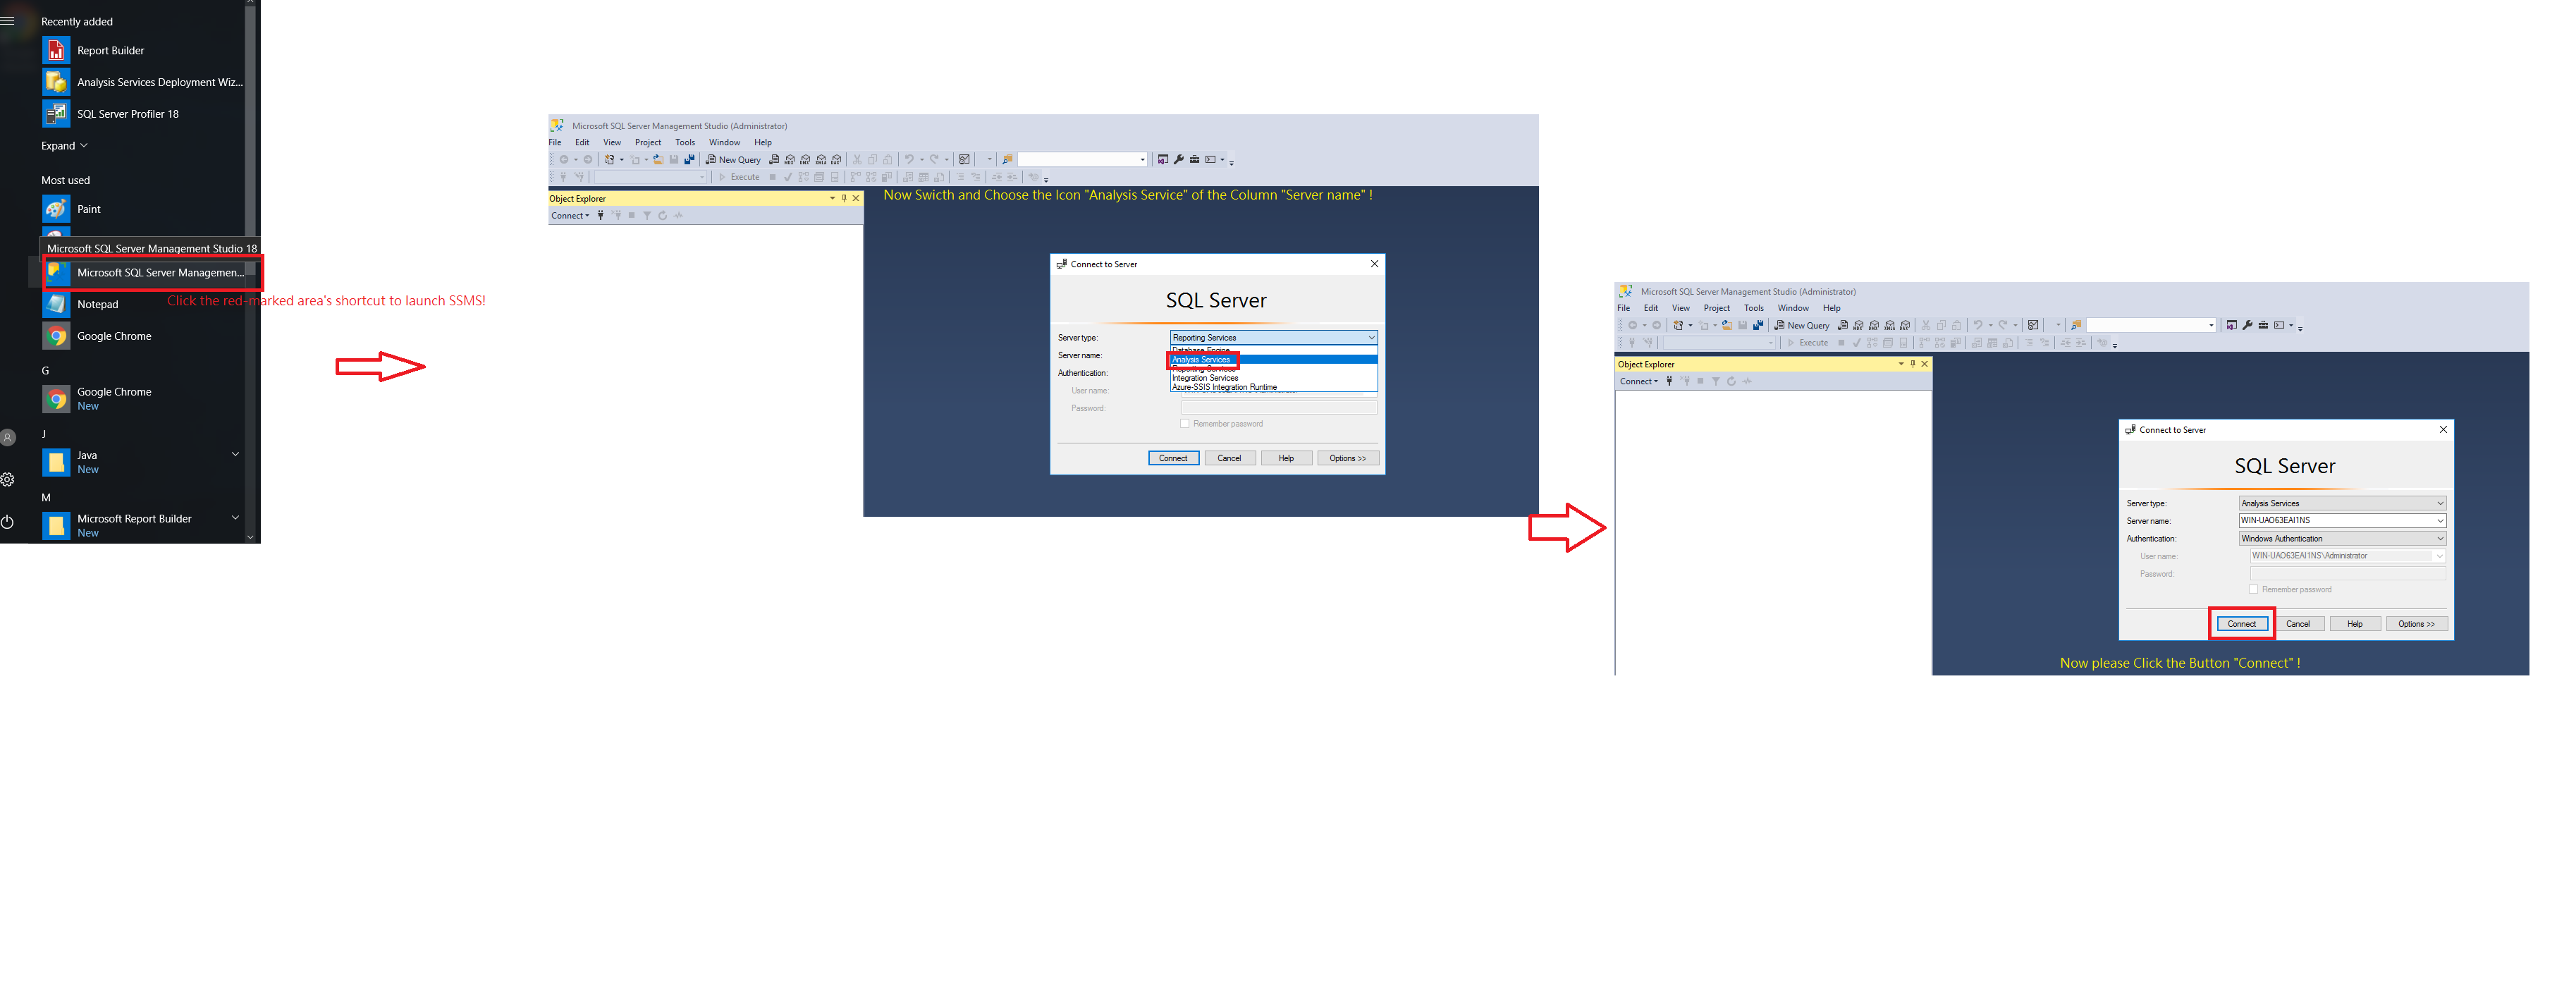 Recently added
Report Builder
Analysis Services Deployment Wiz...
SQL Server Profiler 18
Expand
Most used
Paint
Microsoft SQL Server Management Studio 18
Microsoft SQL Server Managemen...
Click the red-marked area's shortcut to launch SSMS!
Notepad
Google Chrome
G
Google Chrome
New
J
Java
New
M
Microsoft Report Builder
New
Microsoft SQL Server Management Studio (Administrator)
File Edit View Project Tools Window Help
New Query
Execute
Now Swicth and Choose the Icon "Analysis Service" of the Column "Server name" !
Object Explorer
Connect
Connect to Server
SQL Server
Server type: Reporting Services
Database Engine
Server name: Analysis Services
Reporting Services
Authentication: Integration Services
Azure-SSIS Integration Runtime
User name:
Password:
Remember password
Connect Cancel Help Options >>
Microsoft SQL Server Management Studio (Administrator)
File Edit View Project Tools Window Help
New Query
Execute
Object Explorer
Connect
Connect to Server
SQL Server
Server type: Analysis Services
Server name: WIN-UAO63EAI1NS
Authentication: Windows Authentication
User name: WIN-UAO63EAI1NS\Administrator
Password:
Remember password
Connect Cancel Help Options >>
Now please Click the Button "Connect" !